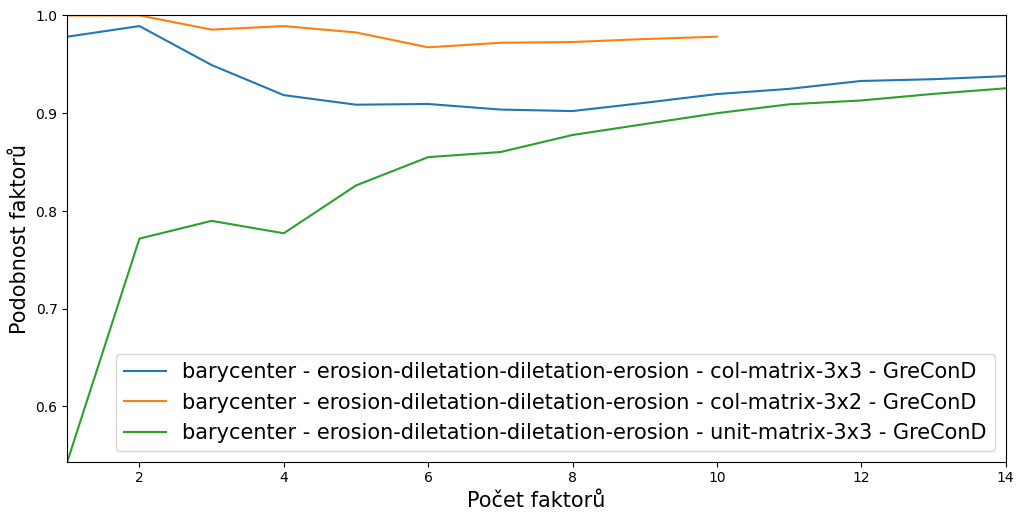 1.0
0.9
0.8
0.7
0.6
Podobnost faktorů
barycenter - erosion-diletation-diletation-erosion - col-matrix-3x3 - GreConD
barycenter - erosion-diletation-diletation-erosion - col-matrix-3x2 - GreConD
barycenter - erosion-diletation-diletation-erosion - unit-matrix-3x3 - GreConD
2 4 6 8 10 12 14
Počet faktorů